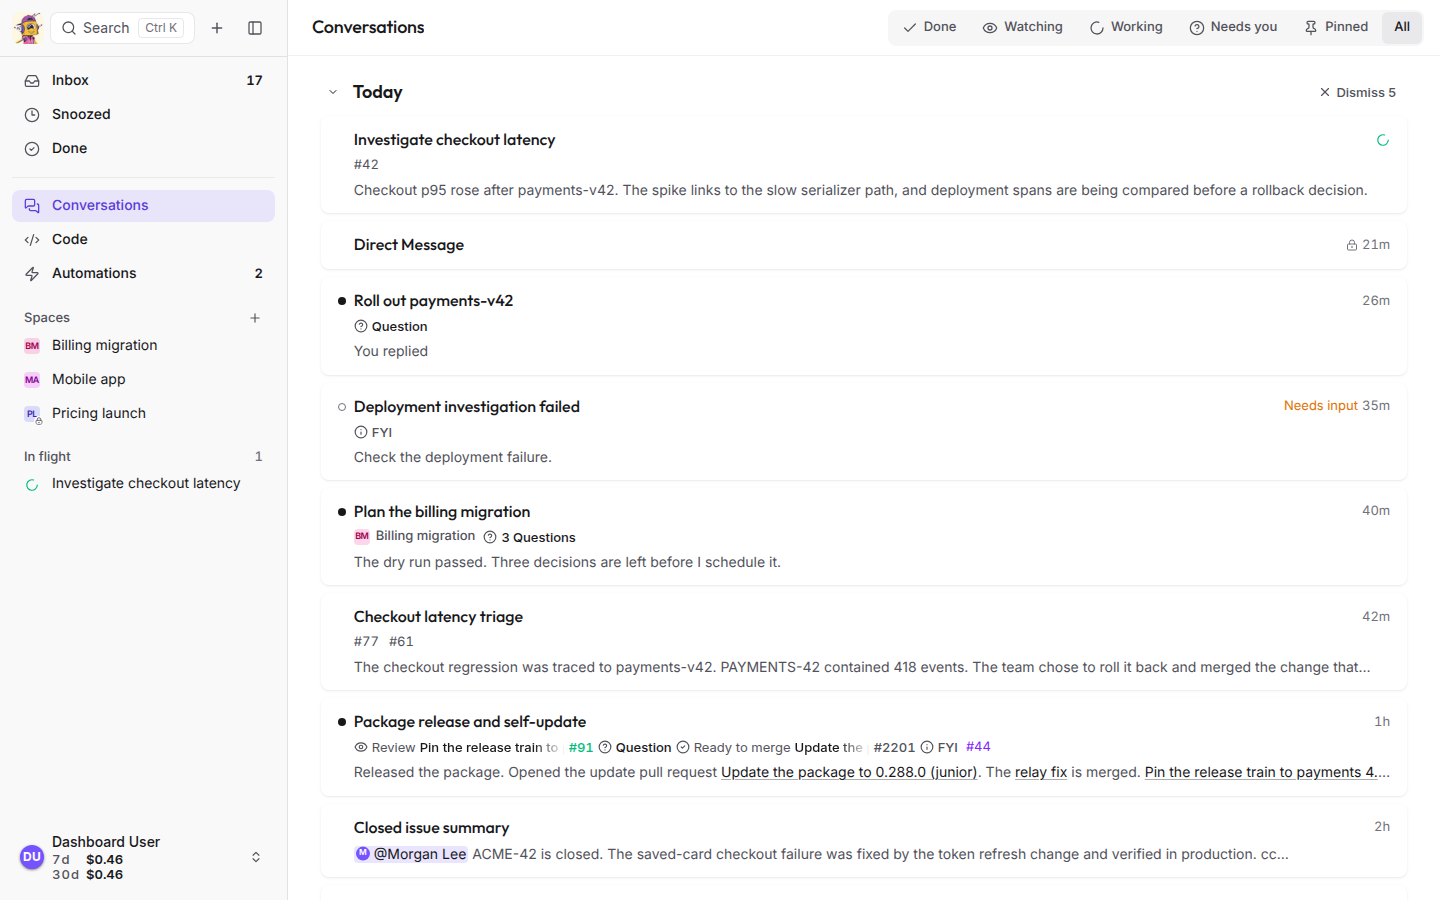 Search Ctrl K
Inbox 17
Snoozed
Done
Conversations
Code
Automations 2
Spaces
BM Billing migration
MA Mobile app
PL Pricing launch
In flight 1
Investigate checkout latency
DU Dashboard User
7d $0.46
30d $0.46
Conversations
Done Watching Working Needs you Pinned All
Today Dismiss 5
Investigate checkout latency
#42
Checkout p95 rose after payments-v42. The spike links to the slow serializer path, and deployment spans are being compared before a rollback decision.
Direct Message 21m
Roll out payments-v42 26m
Question
You replied
Deployment investigation failed Needs input 35m
FYI
Check the deployment failure.
Plan the billing migration 40m
BM Billing migration 3 Questions
The dry run passed. Three decisions are left before I schedule it.
Checkout latency triage 42m
#77 #61
The checkout regression was traced to payments-v42. PAYMENTS-42 contained 418 events. The team chose to roll it back and merged the change that...
Package release and self-update 1h
Review Pin the release train to #91 Question Ready to merge Update the #2201 FYI #44
Released the package. Opened the update pull request Update the package to 0.288.0 (junior). The relay fix is merged. Pin the release train to payments 4....
Closed issue summary 2h
M @Morgan Lee ACME-42 is closed. The saved-card checkout failure was fixed by the token refresh change and verified in production. cc...